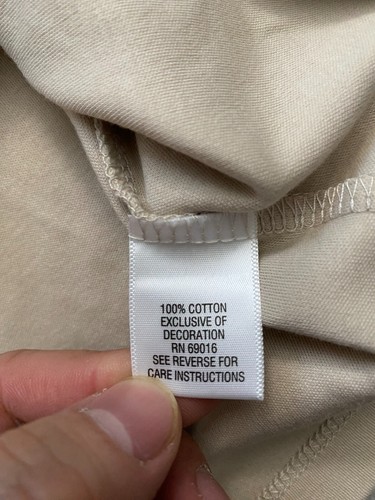 100% COTTON
EXCLUSIVE OF
DECORATION
RN 69016
SEE REVERSE FOR
CARE INSTRUCTIONS